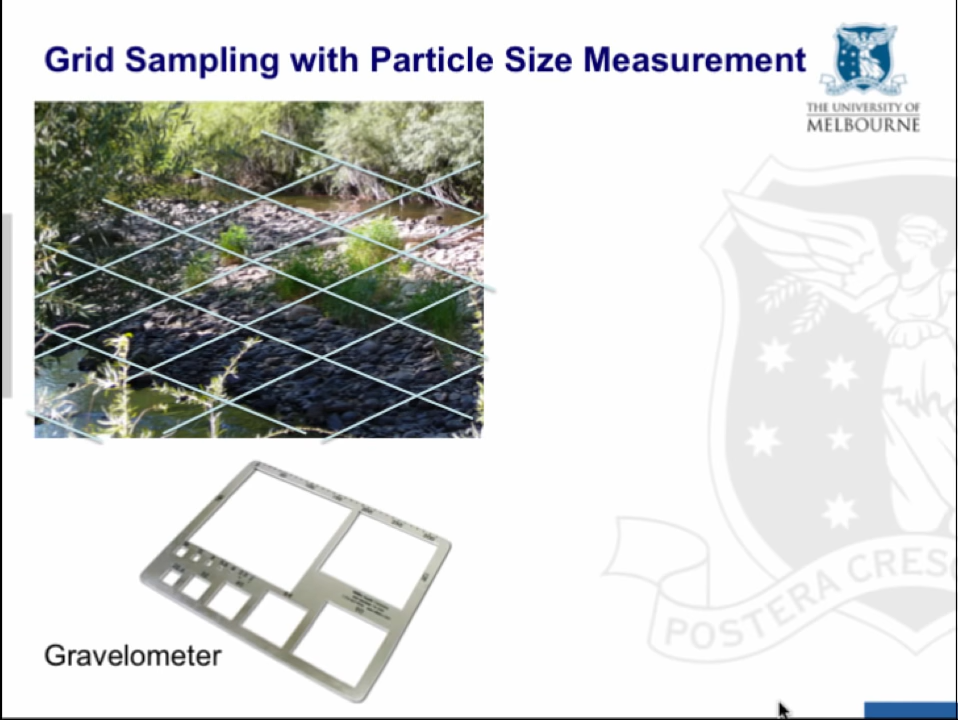 Grid Sampling with Particle Size Measurement
THE UNIVERSITY OF
MELBOURNE
POSTERA CRES
Gravelometer